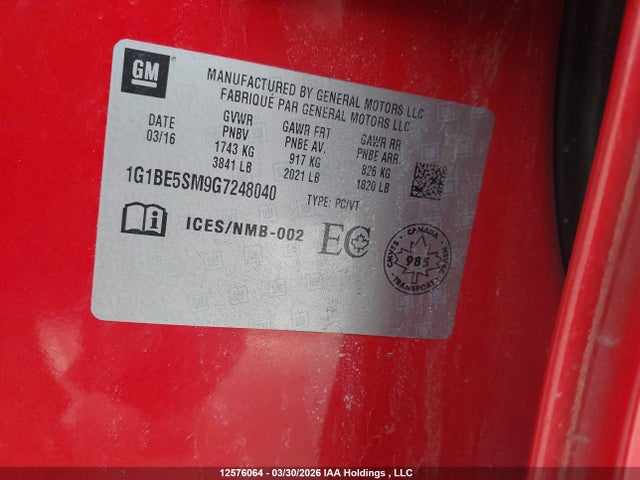 GM
MANUFACTURED BY GENERAL MOTORS LLC
FABRIQUÉ PAR GENERAL MOTORS LLC
DATE
03/16
GVWR
PNBV
1743 KG
3841 LB
GAWR FRT
PNBE AV.
917 KG
2021 LB
GAWR RR
PNBE ARR.
826 KG
1820 LB
1G1BE5SM9G7248040
TYPE: PC/VT
ICES/NMB-002
EC
CANADA
CMVSS
985
NSVAC
TRANSPORT
12576064 - 03/30/2026 IAA Holdings , LLC